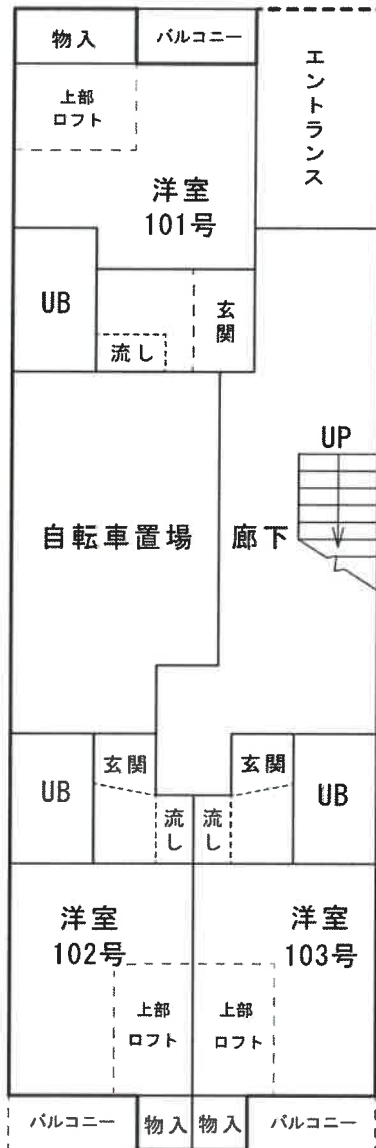 物入
バルコニー
エントランス
上部
ロフト
洋室
101号
UB
玄関
流し
UP
自転車置場
廊下
玄関
玄関
UB
流し
流し
UB
洋室
102号
洋室
103号
上部
ロフト
上部
ロフト
バルコニー
物入
物入
バルコニー